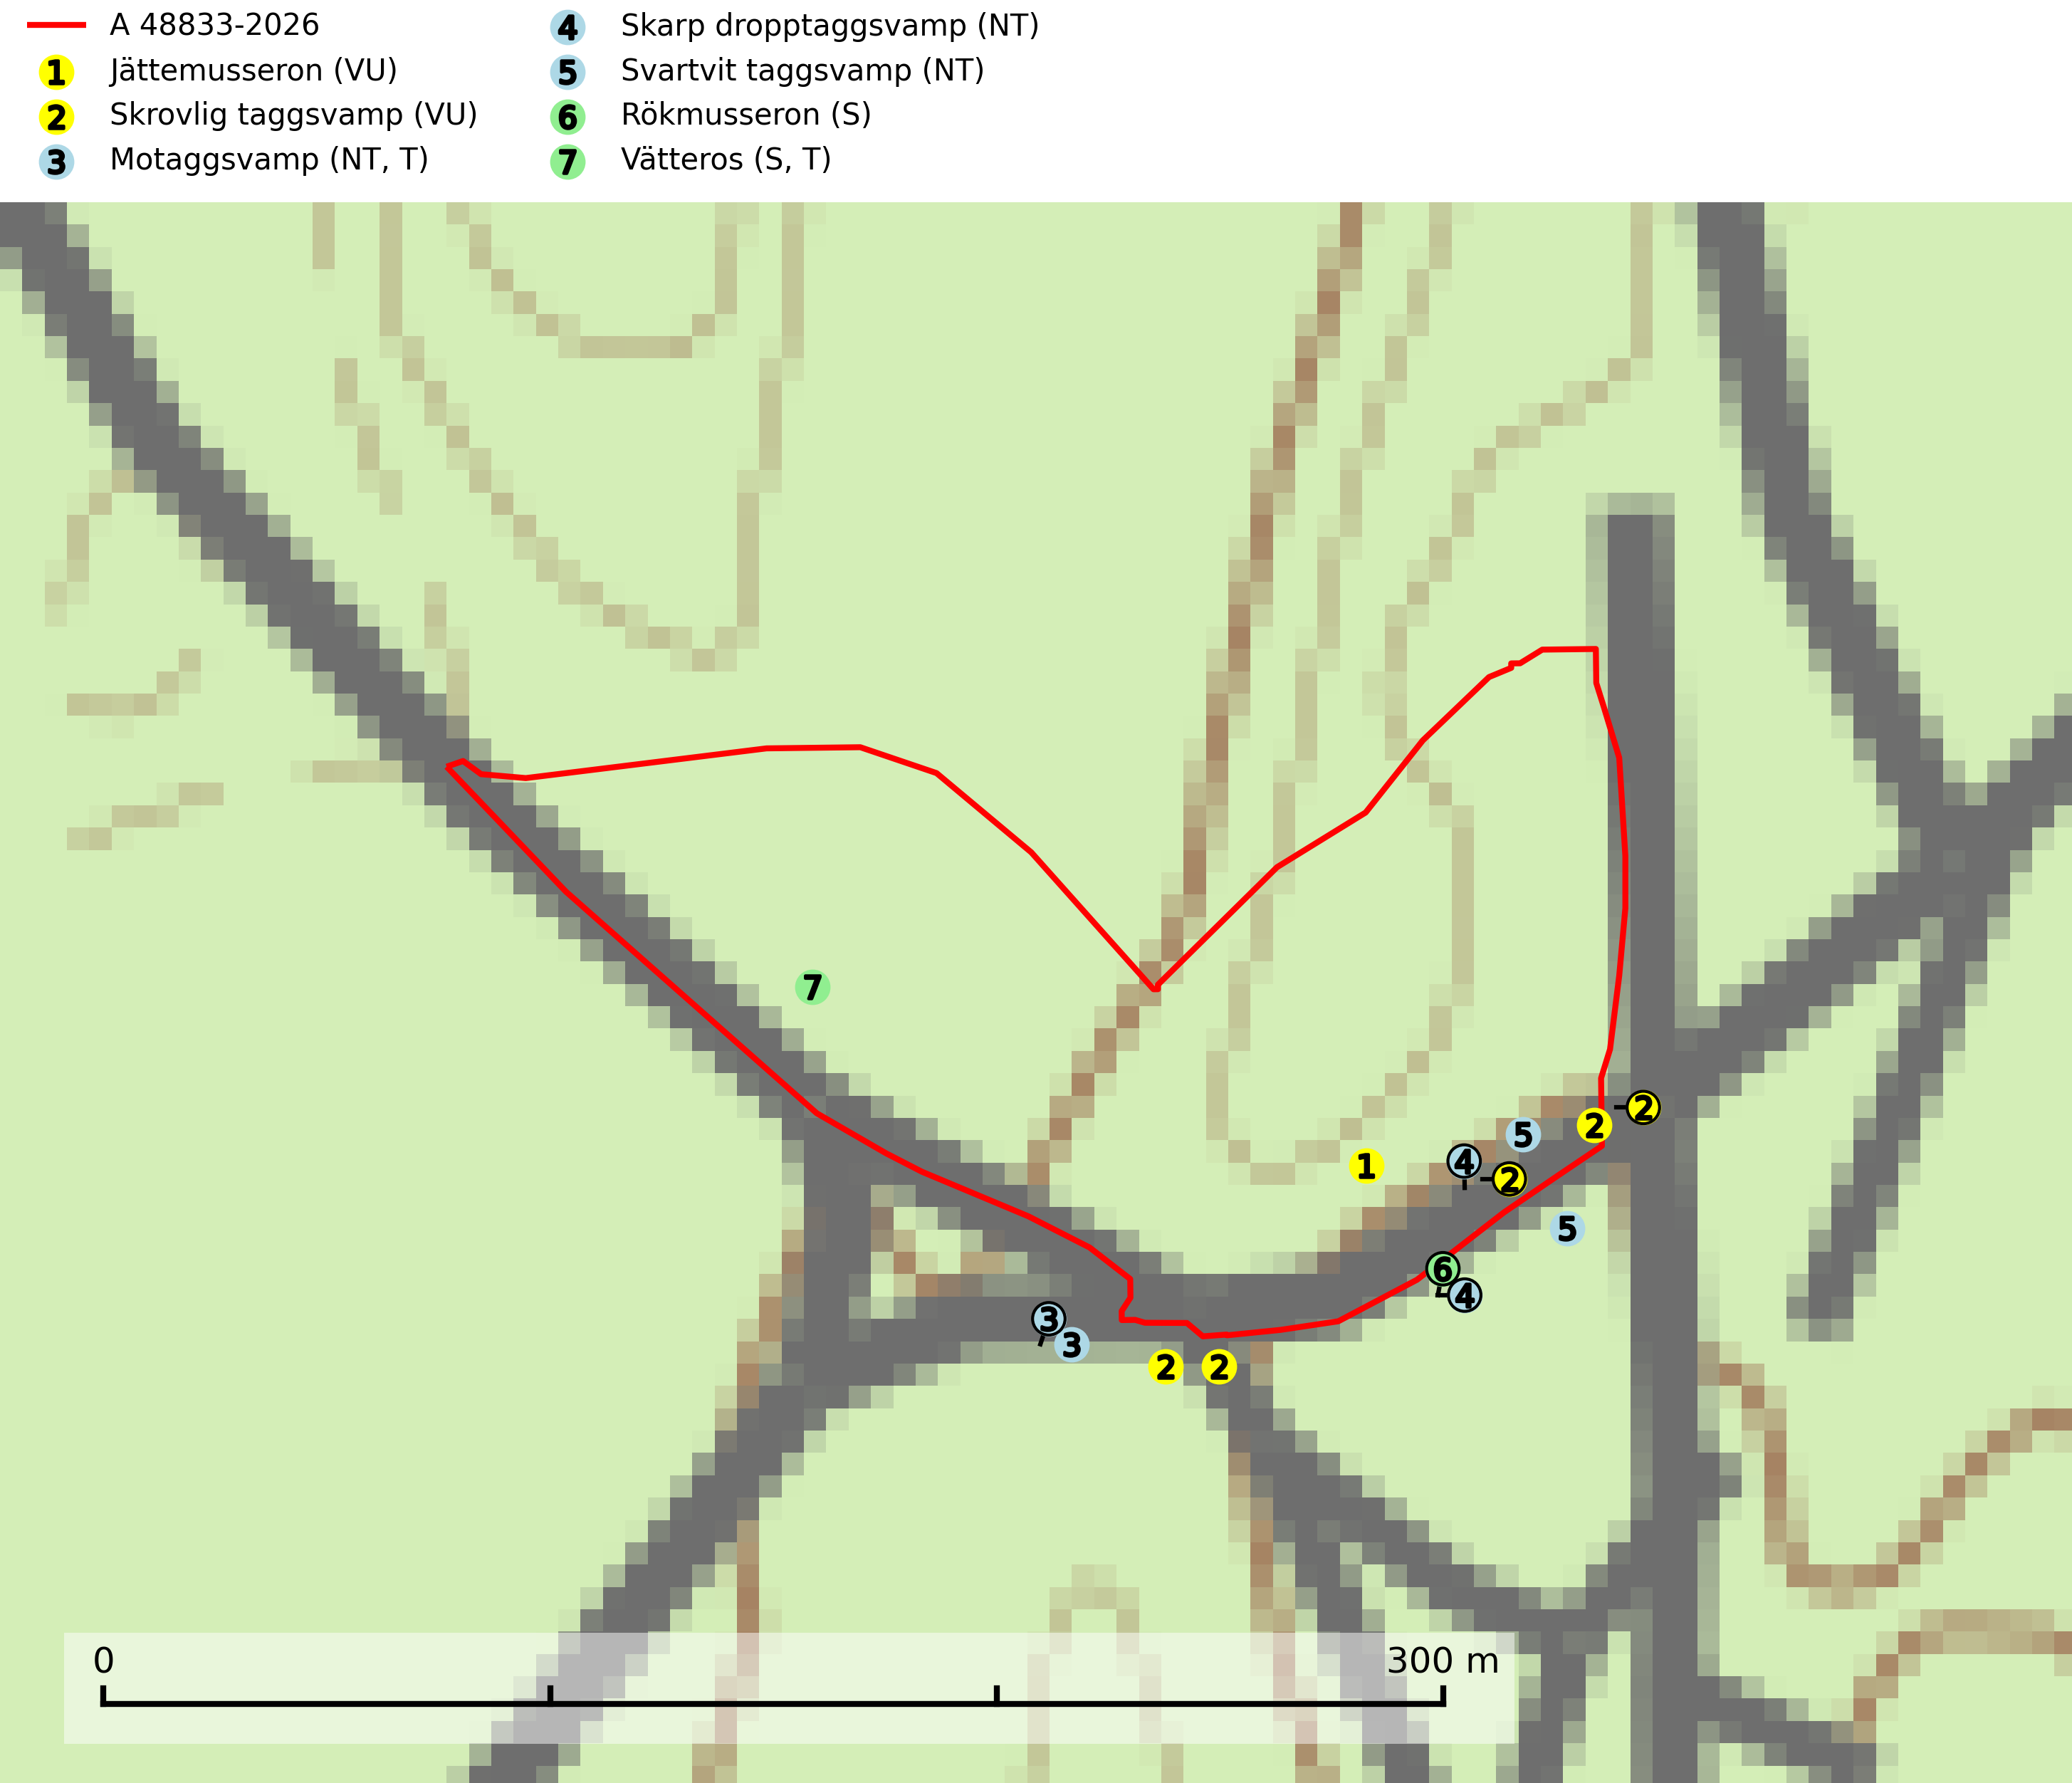 A 48833-2026
1 Jättemusseron (VU)
2 Skrovlig taggsvamp (VU)
3 Motaggsvamp (NT, T)
4 Skarp dropptaggsvamp (NT)
5 Svartvit taggsvamp (NT)
6 Rökmusseron (S)
7 Vätteros (S, T)
7
2
2
5
1
4
2
5
6
4
3
3
2
2
0
300 m